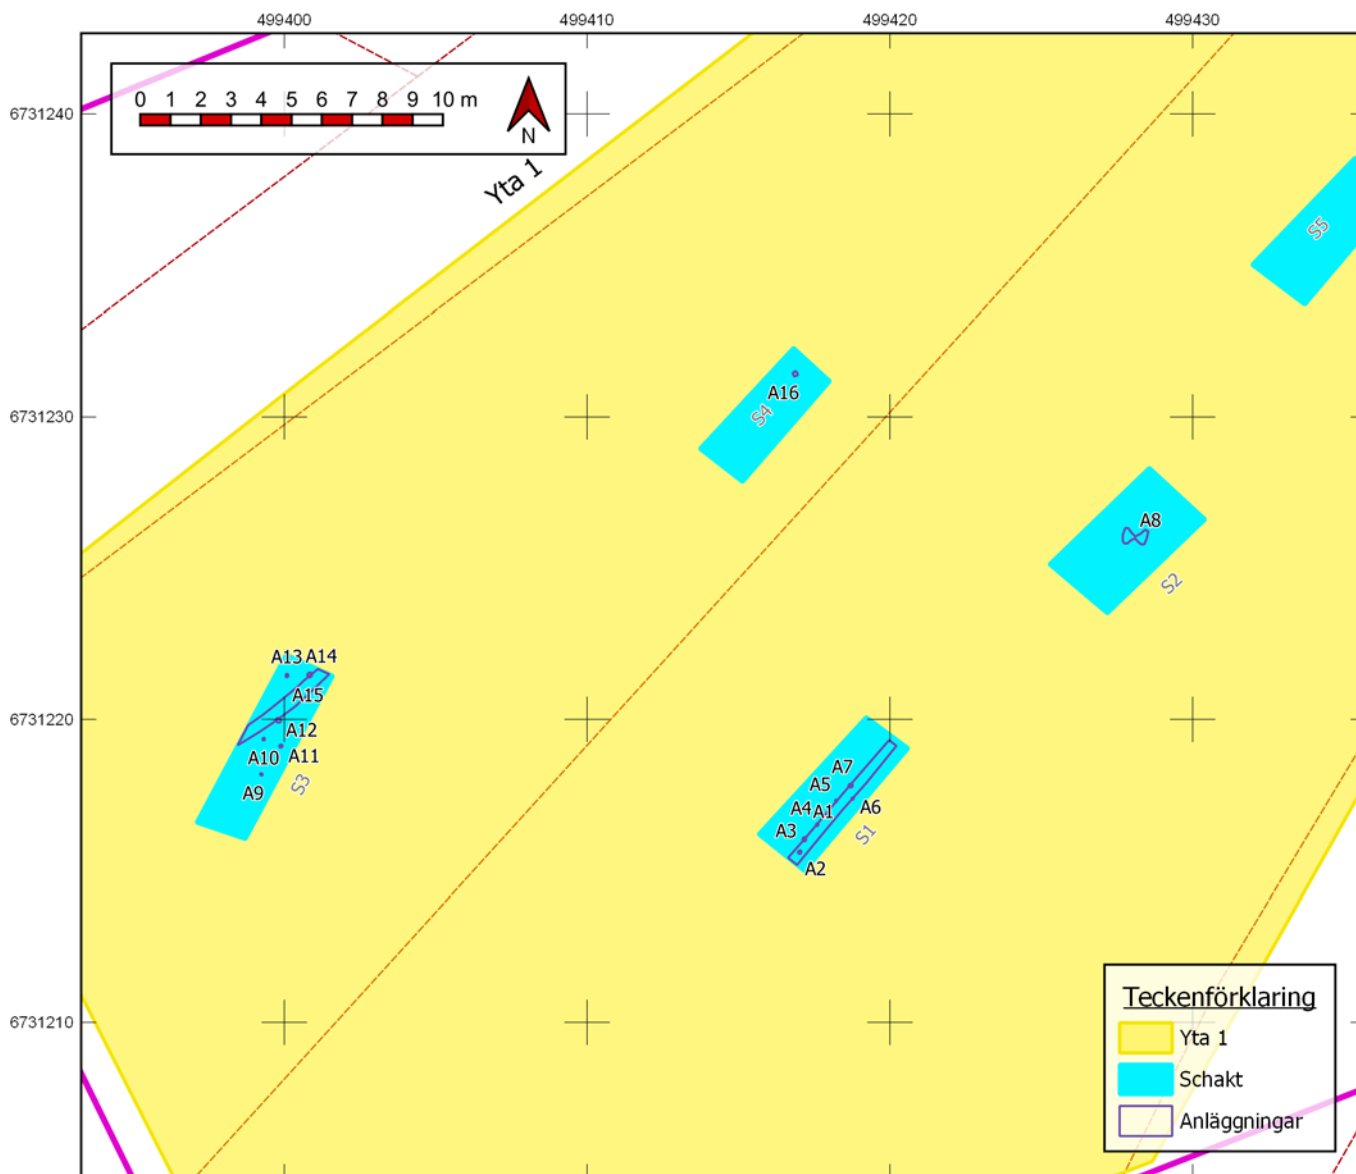 499400 499410 499420 499430
0 1 2 3 4 5 6 7 8 9 10 m
N
6731240
Yta 1
S5
A16
S4
6731230
A8
S2
A13 A14
A15
6731220
A12
A10 A11
A9
S3
A7
A5
A4 A1 A6
A3
S1
A2
6731210
Teckenförklaring
Yta 1
Schakt
Anläggningar